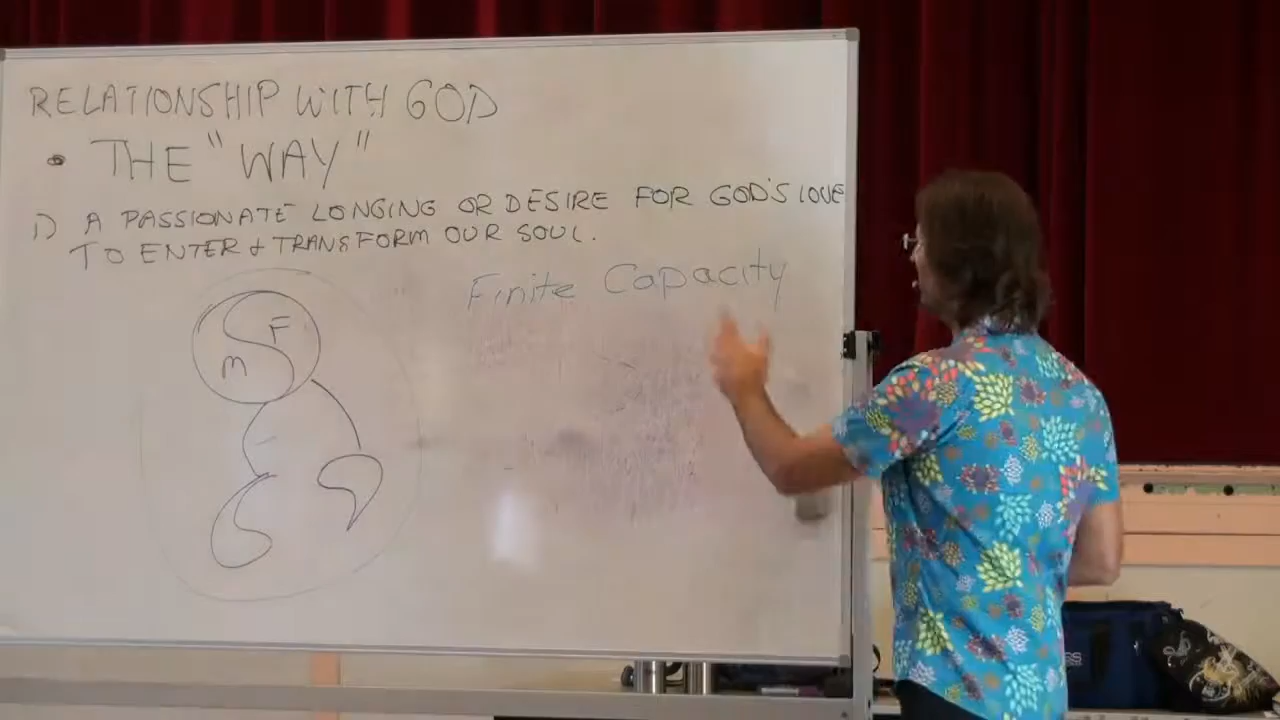 RELATIONSHIP WITH GOD
• THE "WAY"
1) A PASSIONATE LONGING OR DESIRE FOR GOD'S LOVE
TO ENTER & TRANSFORM OUR SOUL.
Finite Capacity
F
M